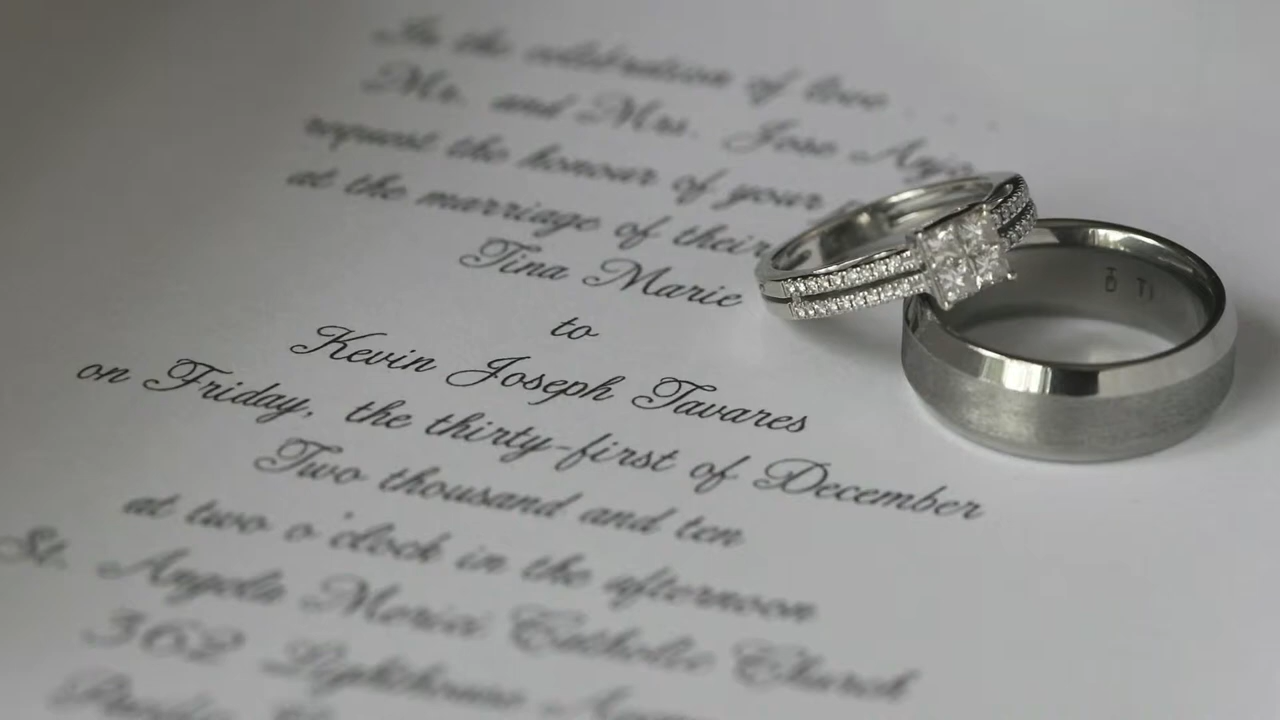 In the celebration of love
Mr. and Mrs. Jose
request the honour of your
at the marriage of their
Tina Marie
to
Kevin Joseph Tavares
on Friday, the thirty-first of December
Two thousand and ten
at two o'clock in the afternoon
St. Angela Merici Catholic Church
362 Lighthouse
TI